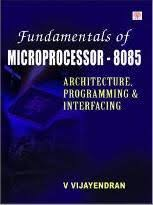 Fundamentals of
MICROPROCESSOR - 8085
ARCHITECTURE,
PROGRAMMING &
INTERFACING
V VIJAYENDRAN